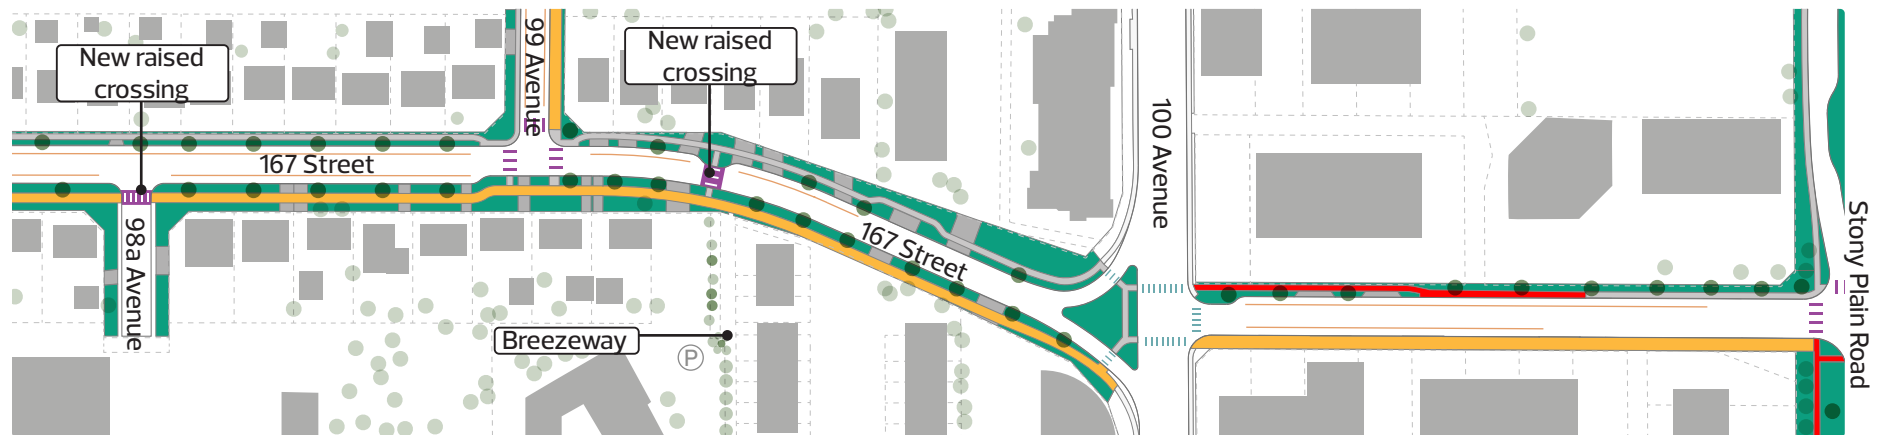 New raised
crossing
99 Avenue
New raised
crossing
100 Avenue
167 Street
98a Avenue
167 Street
Stony Plain Road
Breezeway
P